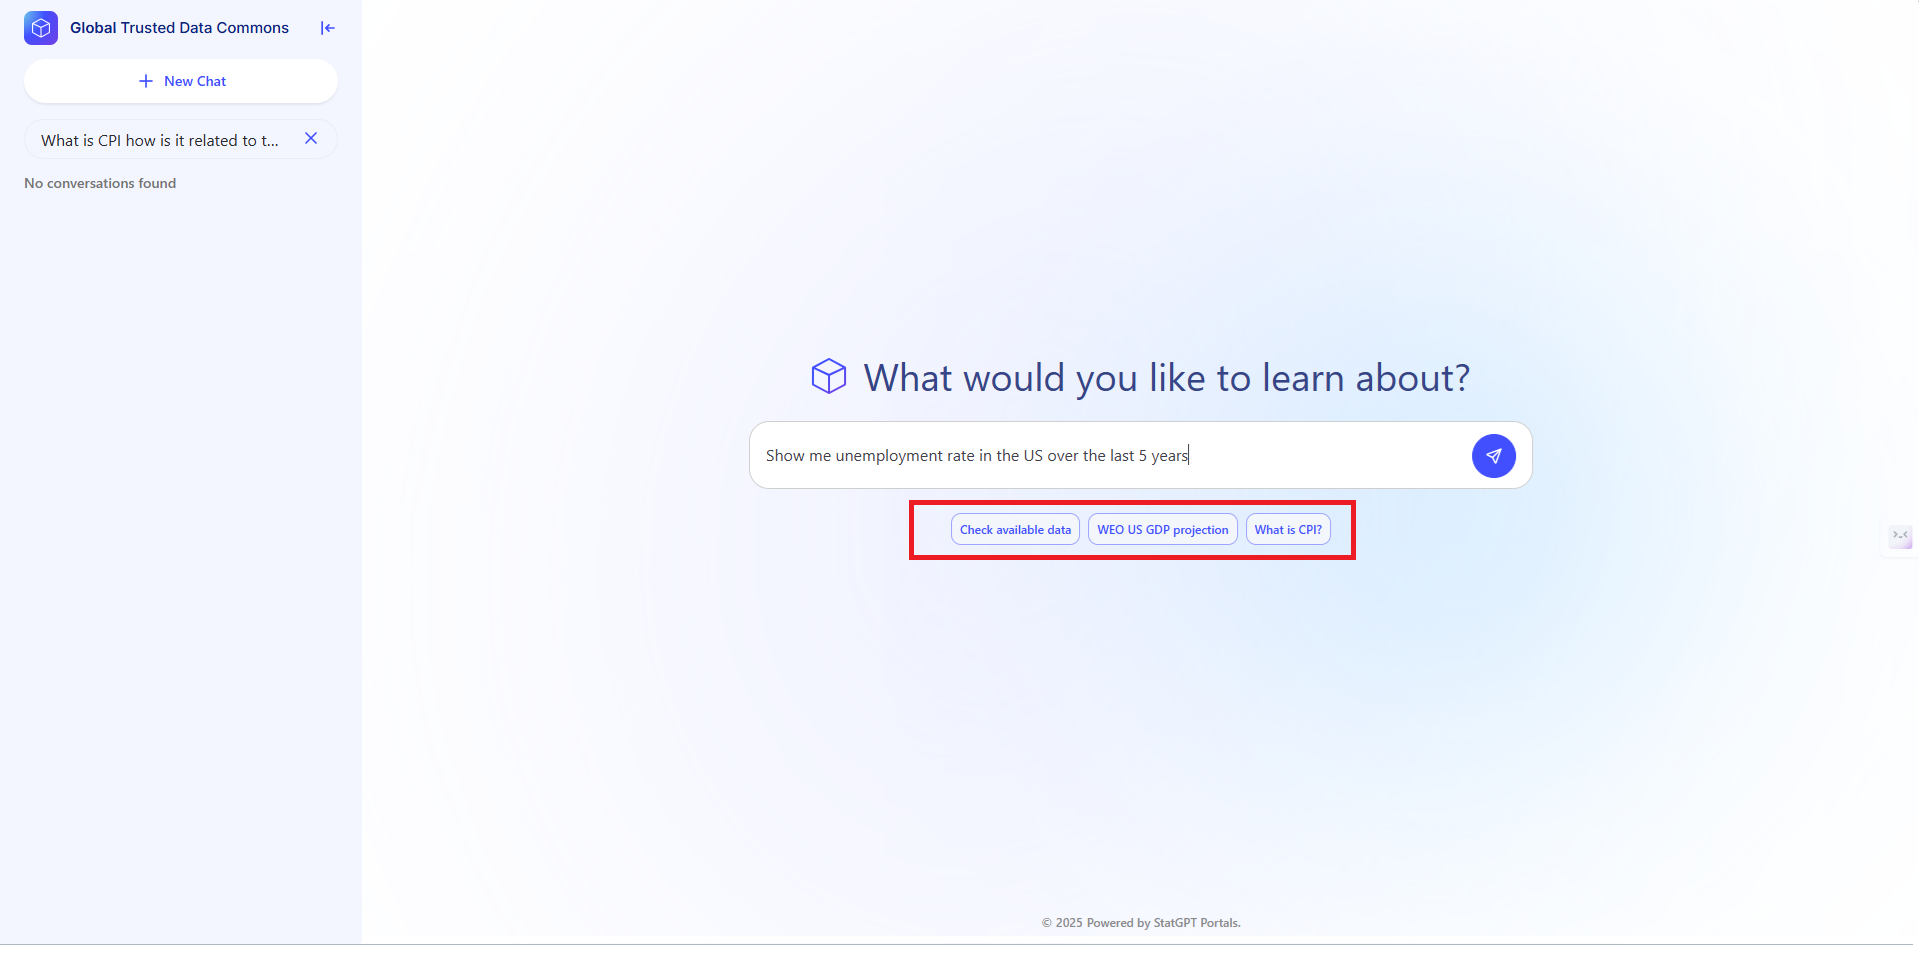 Global Trusted Data Commons
New Chat
What is CPI how is it related to t...
No conversations found
What would you like to learn about?
Show me unemployment rate in the US over the last 5 years
Check available data
WEO US GDP projection
What is CPI?
© 2025 Powered by StatGPT Portals.